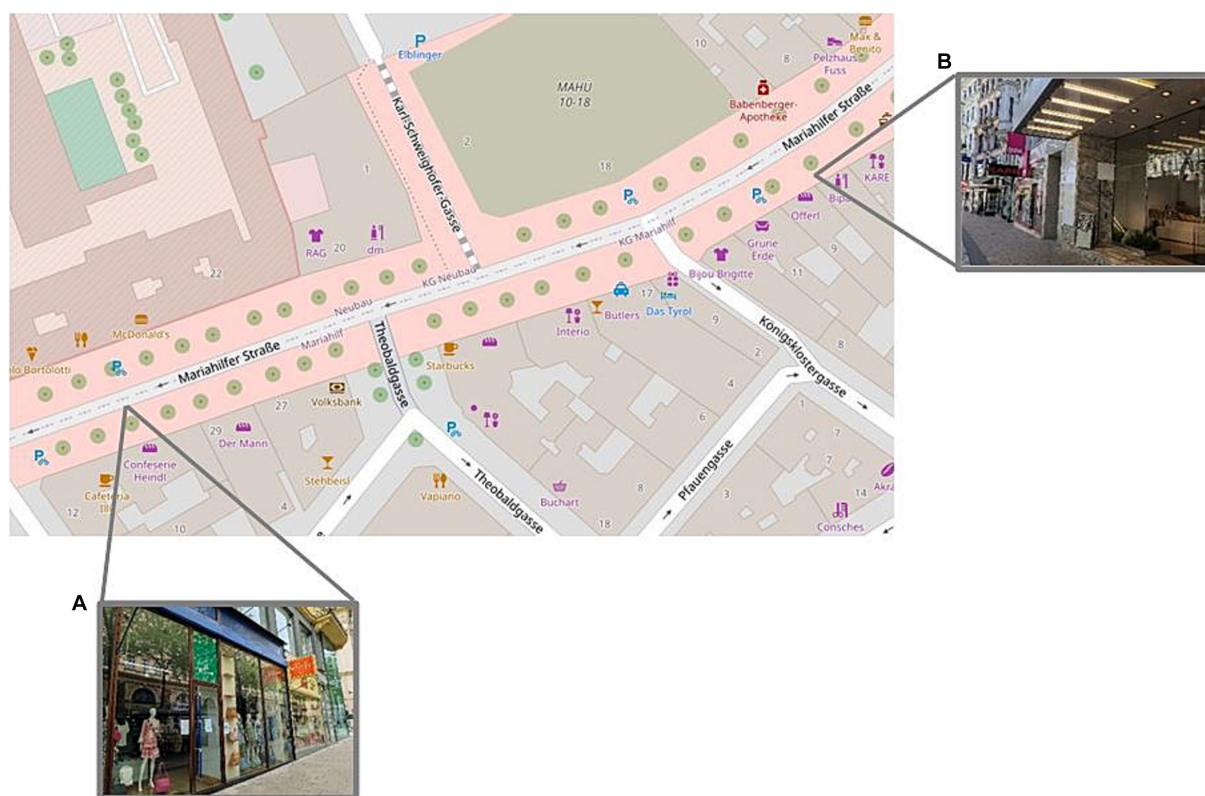 B
A
Elblinger
10
8
Max &
Benito
Pelzhaus
Fuss
MAHÜ
10-18
Babenberger-
Apotheke
Mariahilfer Straße
Karl-Schweighofer-Gasse
2
18
1
KARE
Bipa
Offerl
KG Mariahilf
Grüne
Erde
RAG
20
dm
KG Neubau
Bijou Brigitte
11
22
Neubau
17
Das Tyrol
Butlers
9
Interio
Königsklostergasse
McDonald's
Mariahilf
Mariahilfer Straße
Theobaldgasse
Starbucks
2
8
Volksbank
4
27
1
29
Der Mann
6
7
Confeserie
Heindl
Stehbeisl
Vapiano
Theobaldgasse
Pfauengasse
7
Buchart
8
3
14
12
10
4
18
Consches